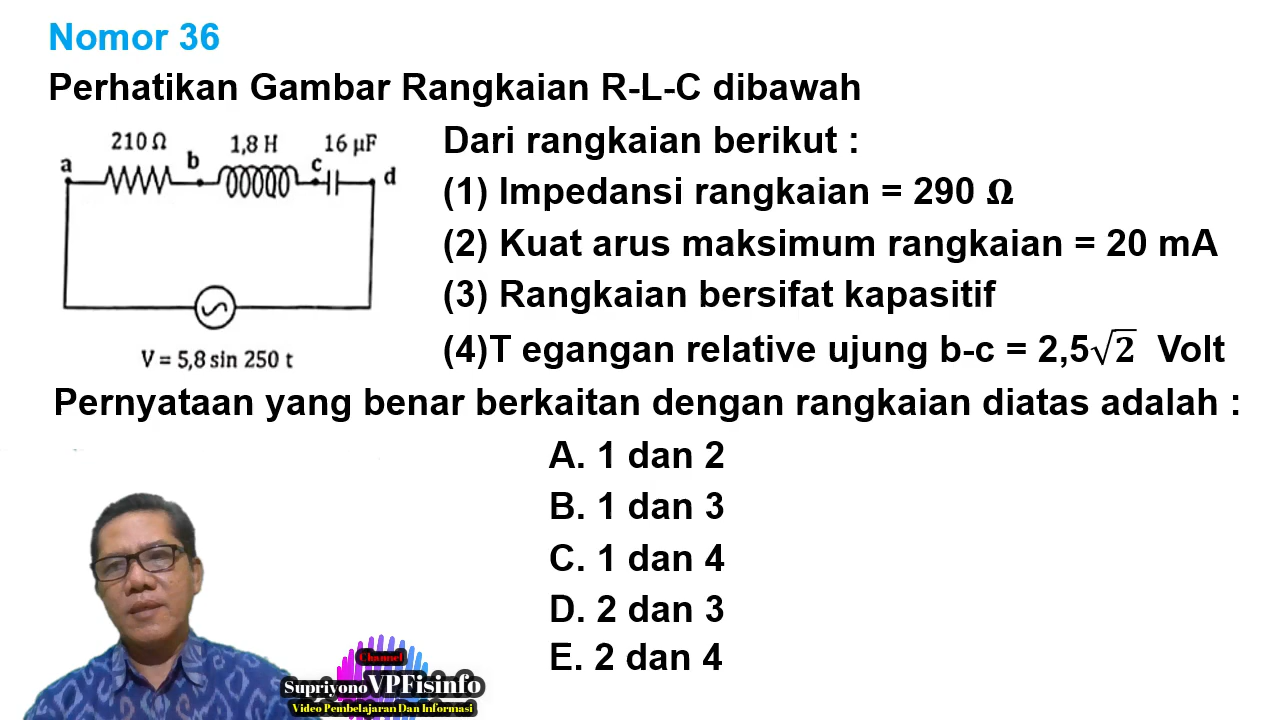 Nomor 36
Perhatikan Gambar Rangkaian R-L-C dibawah
210 Ω 1,8 H 16 μF
a b c d
V = 5,8 sin 250 t
Dari rangkaian berikut :
(1) Impedansi rangkaian = 290 Ω
(2) Kuat arus maksimum rangkaian = 20 mA
(3) Rangkaian bersifat kapasitif
(4)T egangan relative ujung b-c = 2,5√2 Volt
Pernyataan yang benar berkaitan dengan rangkaian diatas adalah :
A. 1 dan 2
B. 1 dan 3
C. 1 dan 4
D. 2 dan 3
E. 2 dan 4
Channel
Supriyono VPFisinfo
Video Pembelajaran Dan Informasi